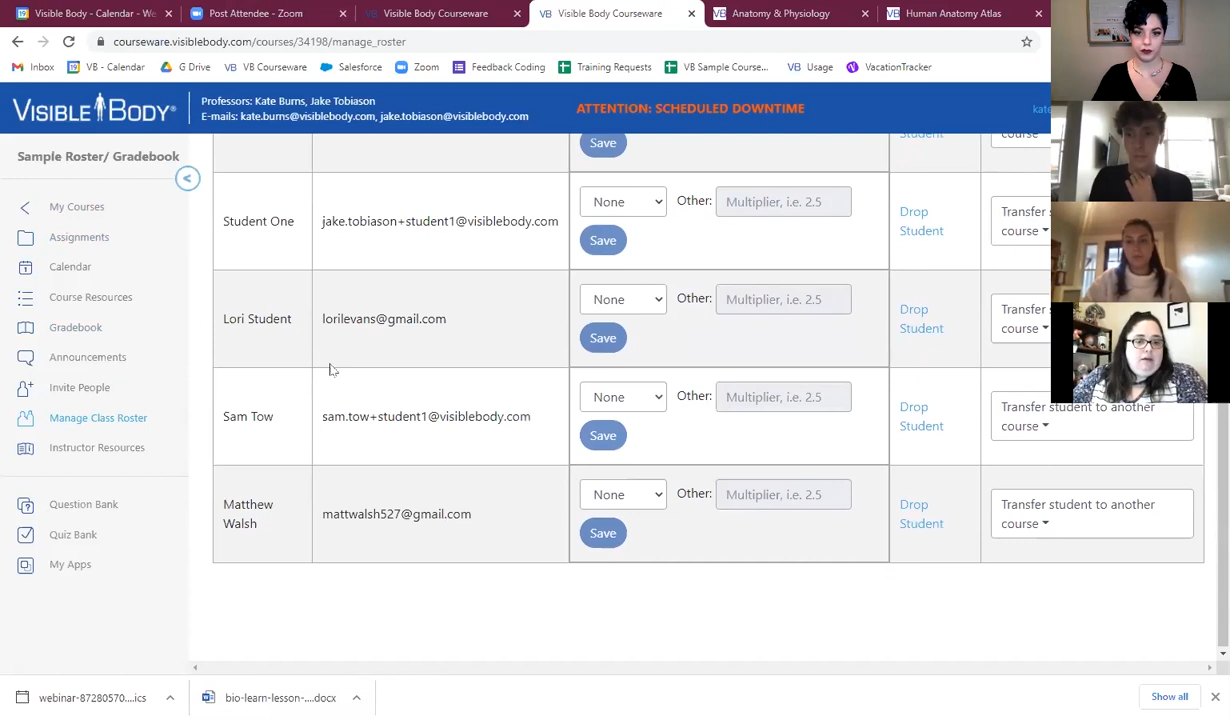 VB - Calendar - We
Post Attendee - Zoom
Visible Body Courseware
Visible Body Courseware
Anatomy & Physiology
Human Anatomy Atlas
courseware.visiblebody.com/courses/34198/manage_roster
Inbox
VB - Calendar
G Drive
VB Courseware
Salesforce
Zoom
Feedback Coding
Training Requests
VB Sample Course...
Usage
VacationTracker
VISIBLE BODY®
Professors: Kate Burns, Jake Tobiason
E-mails: kate.burns@visiblebody.com, jake.tobiason@visiblebody.com
ATTENTION: SCHEDULED DOWNTIME
kate
Sample Roster/ Gradebook
<
My Courses
Assignments
Calendar
Course Resources
Gradebook
Announcements
Invite People
Manage Class Roster
Instructor Resources
Question Bank
Quiz Bank
My Apps
Save
Student
course
Student One
jake.tobiason+student1@visiblebody.com
None
Other:
Multiplier, i.e. 2.5
Save
Drop
Student
Transfer s
course
Lori Student
lorilevans@gmail.com
None
Other:
Multiplier, i.e. 2.5
Save
Drop
Student
Transfer s
course
Sam Tow
sam.tow+student1@visiblebody.com
None
Other:
Multiplier, i.e. 2.5
Save
Drop
Student
Transfer student to another
course
Matthew
Walsh
mattwalsh527@gmail.com
None
Other:
Multiplier, i.e. 2.5
Save
Drop
Student
Transfer student to another
course
webinar-87280570....ics
bio-learn-lesson-....docx
Show all